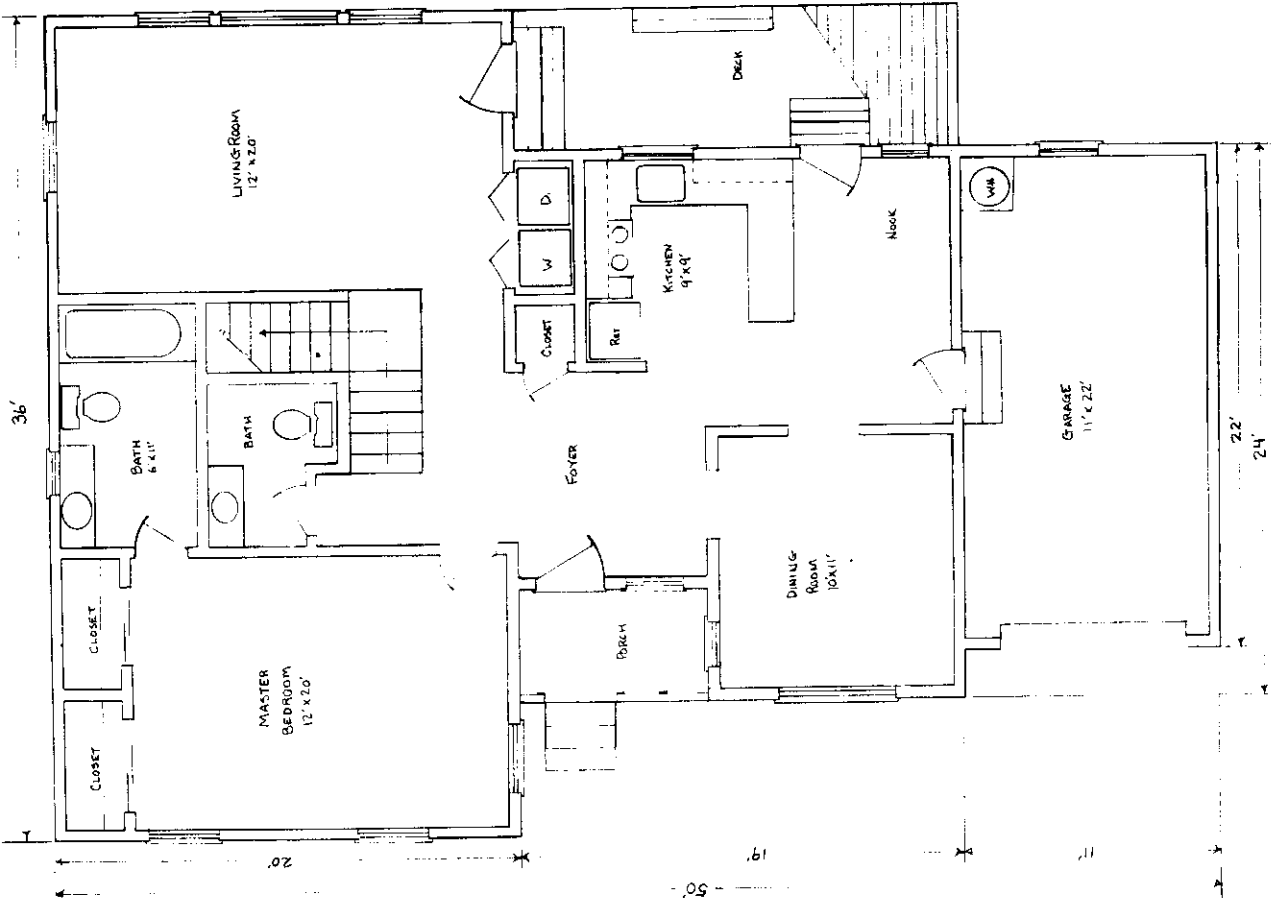 36'
LIVING ROOM
12' x 20'
DECK
D.
W
KITCHEN
9' x 9'
NOOK
WH
CLOSET
REF
BATH
6' x 11'
BATH
FOYER
GARAGE
11' x 22'
22'
24'
CLOSET
CLOSET
MASTER
BEDROOM
12' x 20'
PORCH
DINING
ROOM
10' x 11'
20'
19'
11'
50'